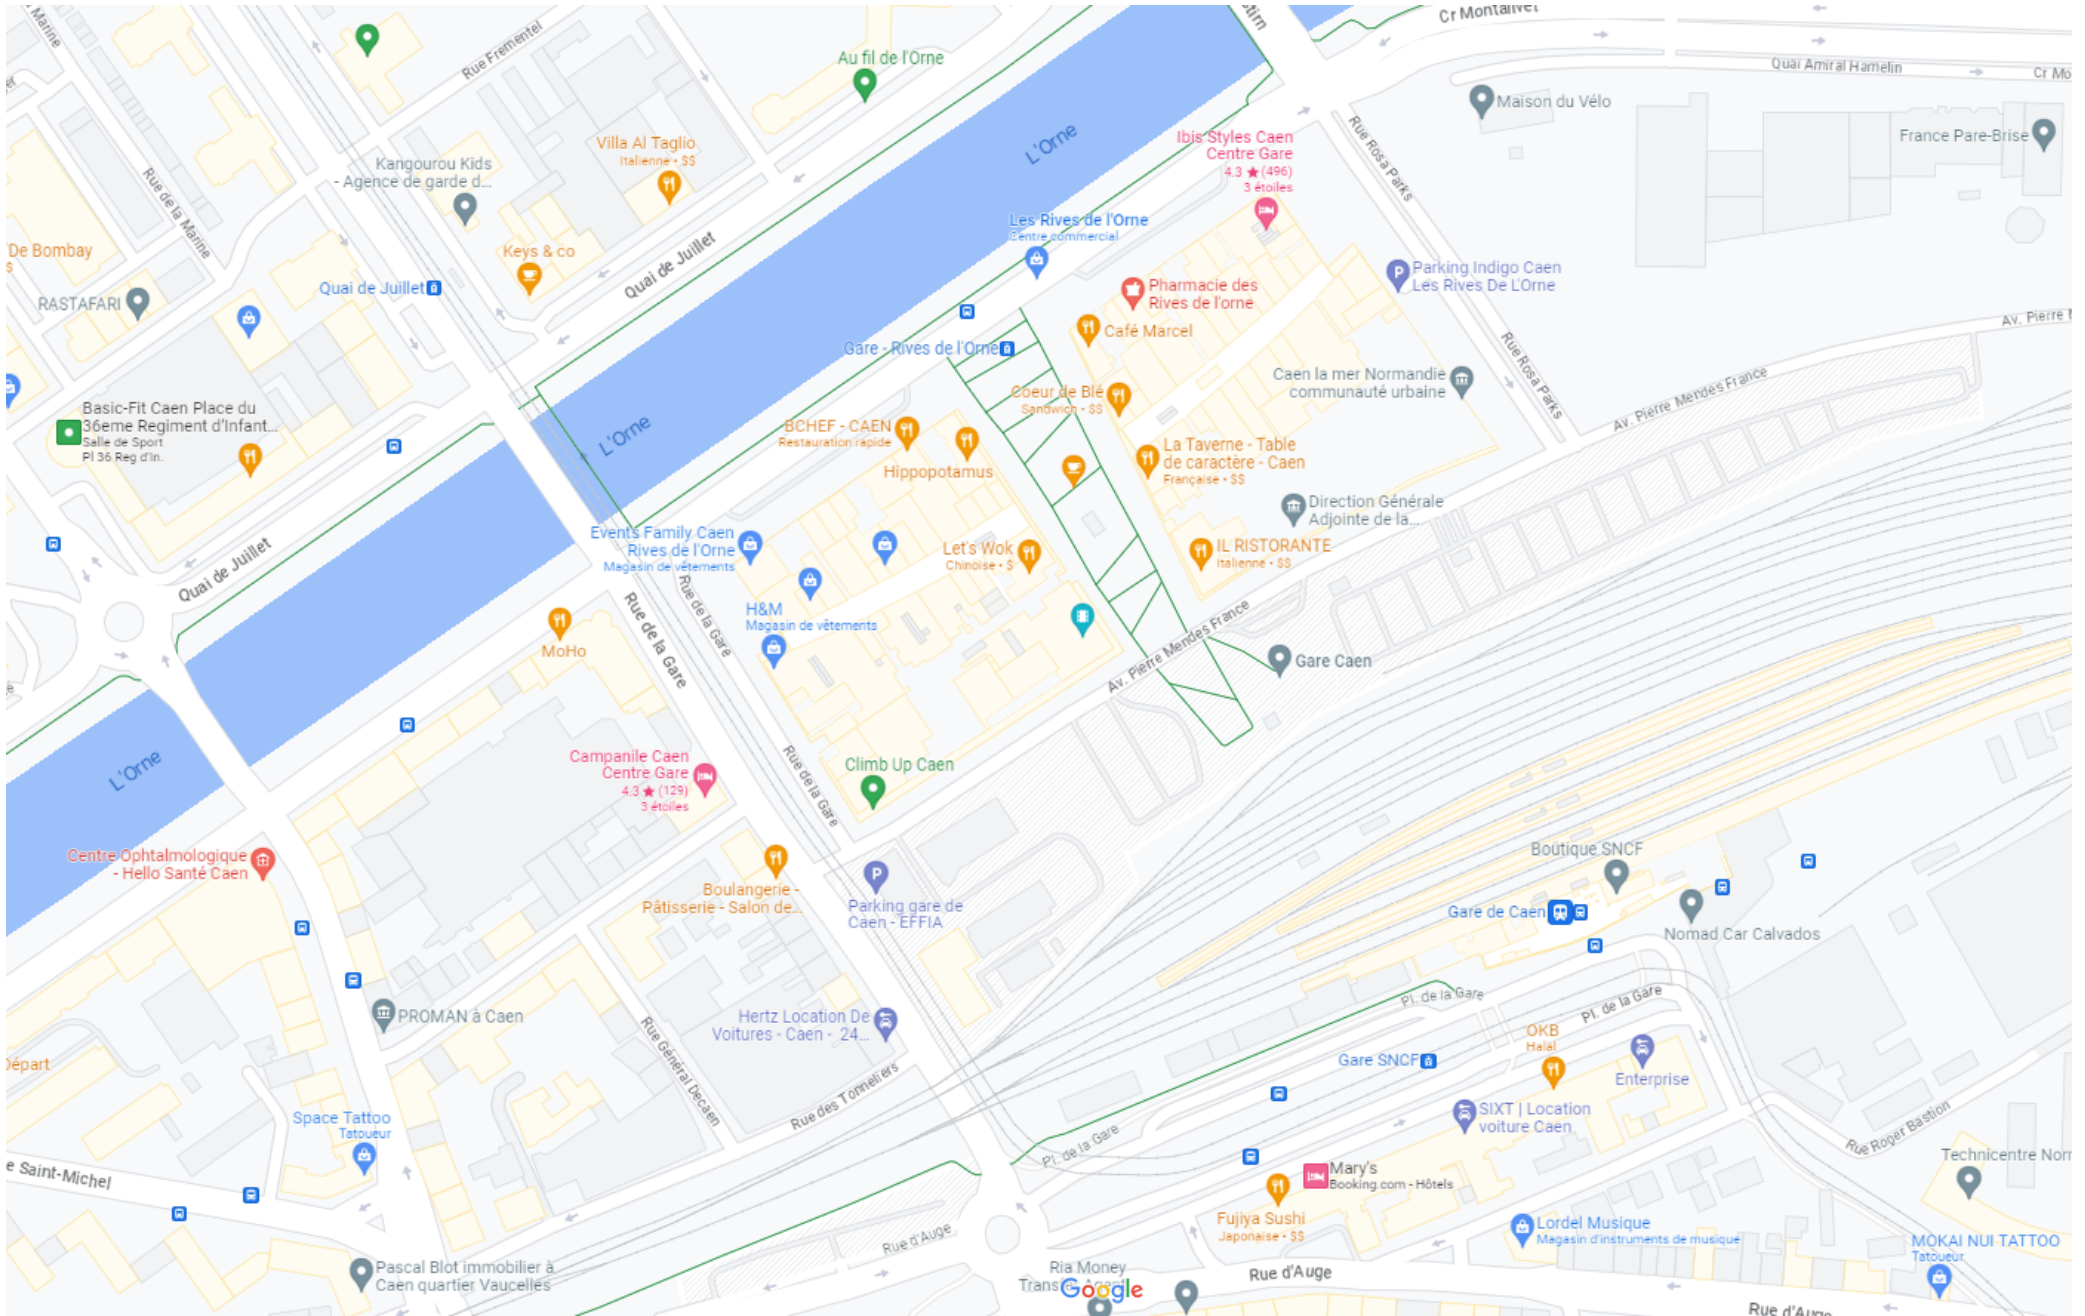 Marine
Rue Frementel
Au fil de l'Orne
Cr Montalivet
Quai Amiral Hamelin
Cr Mo
Maison du Vélo
France Pare-Brise
Villa Al Taglio
Italienne • $$
Kangourou Kids
- Agence de garde d...
Rue de la Marine
L'Orne
Ibis Styles Caen
Centre Gare
4.3 ★ (496)
3 étoiles
Rue Rosa Parks
De Bombay
$
Keys & co
Quai de Juillet
Les Rives de l'Orne
Centre commercial
RASTAFARI
Quai de Juillet
Pharmacie des
Rives de l'orne
Parking Indigo Caen
Les Rives De L'Orne
Café Marcel
Gare - Rives de l'Orne
Av. Pierre M
Rue Rosa Parks
Caen la mer Normandie
communauté urbaine
Av. Pierre Mendes France
Basic-Fit Caen Place du
36eme Regiment d'Infant...
Salle de Sport
Pl 36 Reg d'In.
L'Orne
BCHEF - CAEN
Restauration rapide
Hippopotamus
Coeur de Blé
Sandwich • $$
La Taverne - Table
de caractère - Caen
Française • $$
Direction Générale
Adjointe de la...
Events Family Caen
Rives de l'Orne
Magasin de vêtements
Let's Wok
Chinoise • $
IL RISTORANTE
Italienne • $$
Quai de Juillet
Rue de la Gare
Rue de la Gare
H&M
Magasin de vêtements
MoHo
Av. Pierre Mendes France
Gare Caen
L'Orne
Campanile Caen
Centre Gare
4.3 ★ (129)
3 étoiles
Rue de la Gare
Climb Up Caen
Centre Ophtalmologique
- Hello Santé Caen
Boulangerie -
Pâtisserie - Salon de...
Parking gare de
Caen - EFFIA
Boutique SNCF
Gare de Caen
Nomad Car Calvados
PROMAN à Caen
Hertz Location De
Voitures - Caen - 24...
Rue Général Decaen
Rue des Tonneliers
Pl. de la Gare
Pl. de la Gare
OKB
Halal
Départ
Gare SNCF
Enterprise
SIXT | Location
voiture Caen
Space Tattoo
Tatoueur
Pl. de la Gare
Rue Roger Bastion
e Saint-Michel
Mary's
Booking.com - Hôtels
Technicentre Norr
Fujiya Sushi
Japonaise • $$
Lordel Musique
Magasin d'instruments de musique
MOKAI NUI TATTOO
Tatoueur
Rue d'Auge
Pascal Blot immobilier à
Caen quartier Vaucelles
Ria Money
Google
Rue d'Auge
Rue d'Auge